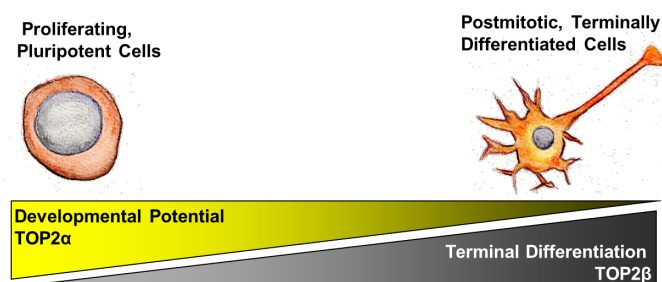 Proliferating,
Pluripotent Cells
Postmitotic, Terminally
Differentiated Cells
Developmental Potential
TOP2α
Terminal Differentiation
TOP2β